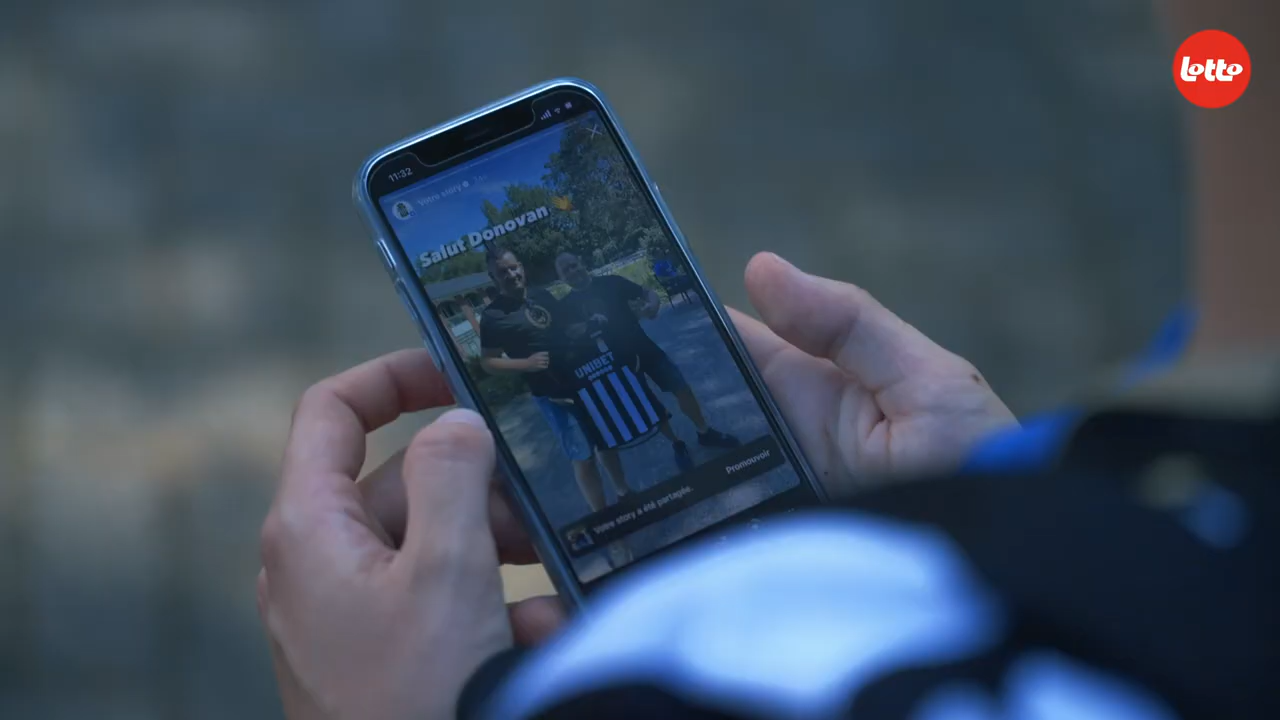 lotto
11:32
Votre story
Salut Donovan
UNIBET
Promouvoir
Votre story a été partagée.